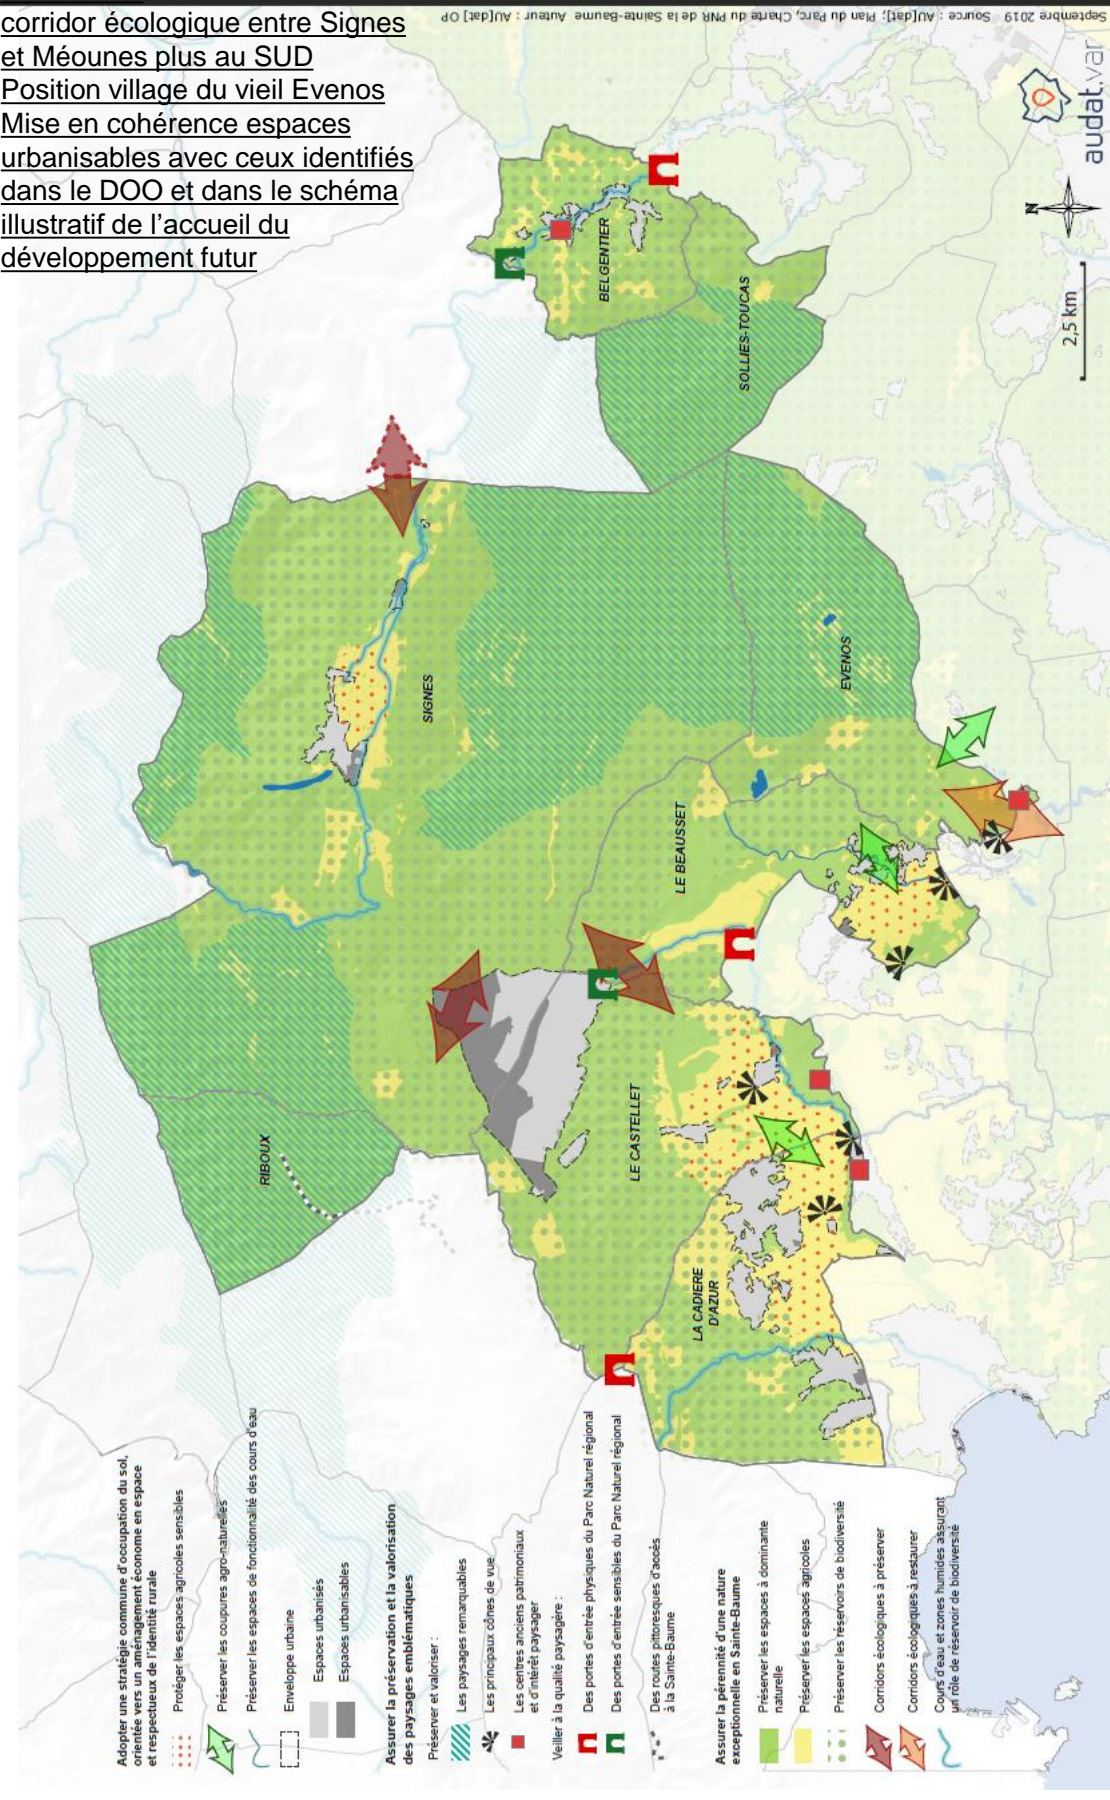 corridor écologique entre Signes
et Méounes plus au SUD
Position village du vieil Evenos
Mise en cohérence espaces
urbanisables avec ceux identifiés
dans le DOO et dans le schéma
illustratif de l'accueil du
développement futur
Septembre 2019 Source : AU[dat]; Plan du Parc, Charte du PNR de la Sainte-Baume Auteur : AU[dat] OP
audat.var
N
2,5 km
BELGENTIER
SOLLIES-TOUCAS
SIGNES
EVENOS
LE BEAUSSET
RIBOUX
LE CASTELLET
LA CADIERE
D'AZUR
Adopter une stratégie commune d'occupation du sol,
orientée vers un aménagement économe en espace
et respectueux de l'identité rurale
Protéger les espaces agricoles sensibles
Préserver les coupures agro-naturelles
Préserver les espaces de fonctionnalité des cours d'eau
Enveloppe urbaine
Espaces urbanisés
Espaces urbanisables
Assurer la préservation et la valorisation
des paysages emblématiques
Préserver et valoriser :
Les paysages remarquables
Les principaux cônes de vue
Les centres anciens patrimoniaux
et d'intérêt paysager
Veiller à la qualité paysagère :
Des portes d'entrée physiques du Parc Naturel régional
Des portes d'entrée sensibles du Parc Naturel régional
Des routes pittoresques d'accès
à la Sainte-Baume
Assurer la pérennité d'une nature
exceptionnelle en Sainte-Baume
Préserver les espaces à dominante
naturelle
Préserver les espaces agricoles
Préserver les réservoirs de biodiversité
Corridors écologiques à préserver
Corridors écologiques à restaurer
Cours d'eau et zones humides assurant
un rôle de réservoir de biodiversité